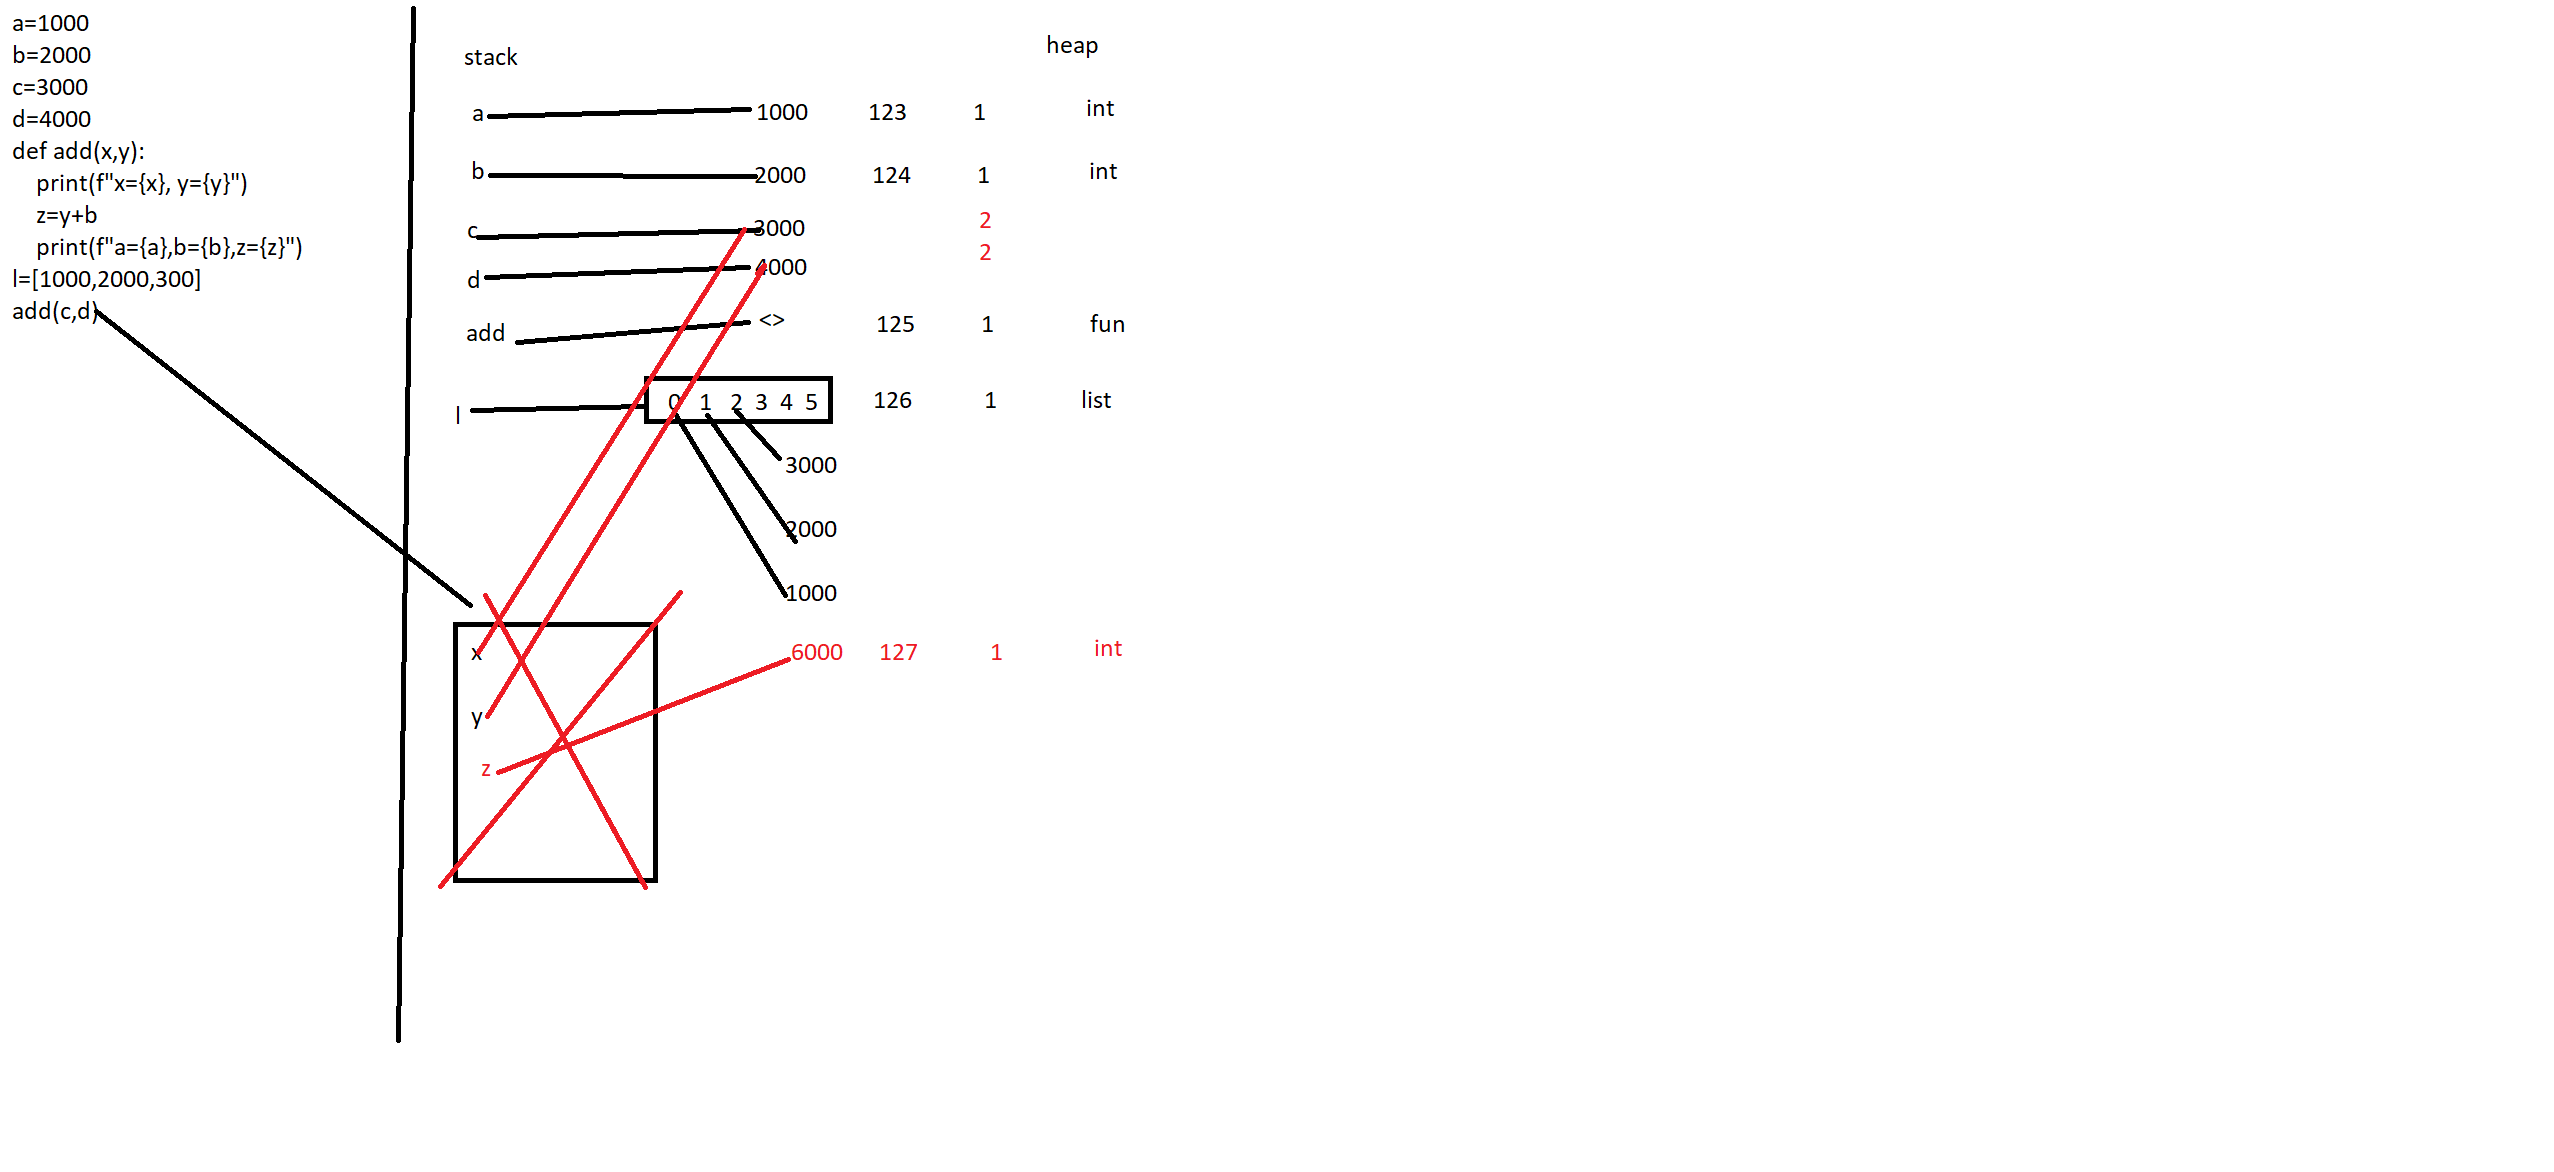 a=1000
b=2000
c=3000
d=4000
def add(x,y):
    print(f"x={x}, y={y}")
    z=y+b
    print(f"a={a},b={b},z={z}")
l=[1000,2000,300]
add(c,d)
stack
heap
a 1000 123 1 int
b 2000 124 1 int
c 3000 2
d 4000 2
add <> 125 1 fun
l 0 1 2 3 4 5 126 1 list
3000
2000
1000
x 6000 127 1 int
y
z